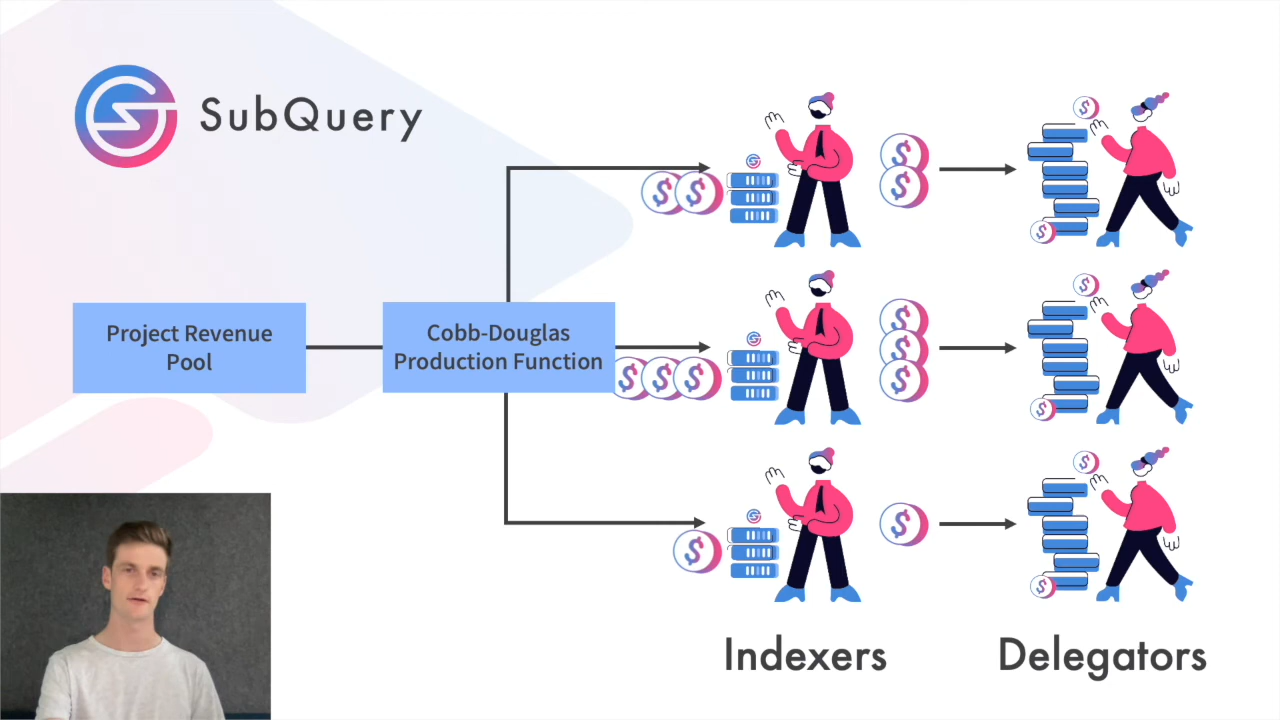 SubQuery
Project Revenue
Pool
Cobb-Douglas
Production Function
Indexers
Delegators